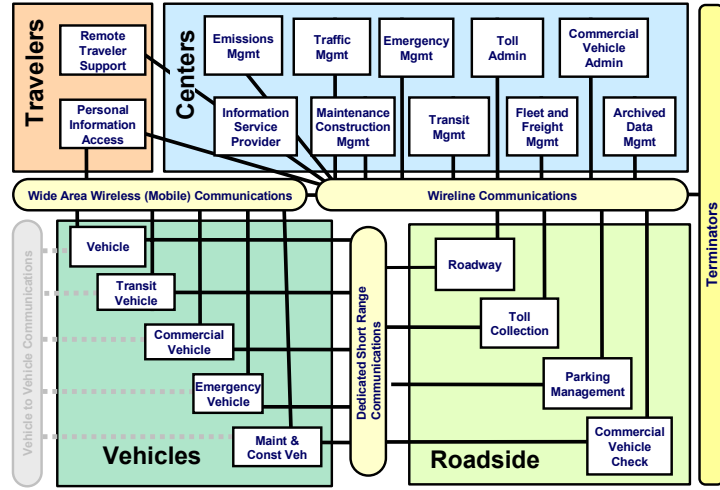 Travelers
Remote
Traveler
Support
Personal
Information
Access
Centers
Emissions
Mgmt
Traffic
Mgmt
Emergency
Mgmt
Toll
Admin
Commercial
Vehicle
Admin
Information
Service
Provider
Maintenance
Construction
Mgmt
Transit
Mgmt
Fleet and
Freight
Mgmt
Archived
Data
Mgmt
Terminators
Wide Area Wireless (Mobile) Communications
Wireline Communications
Vehicle to Vehicle Communications
Vehicle
Transit
Vehicle
Commercial
Vehicle
Emergency
Vehicle
Maint &
Const Veh
Vehicles
Dedicated Short Range
Communications
Roadway
Toll
Collection
Parking
Management
Commercial
Vehicle
Check
Roadside